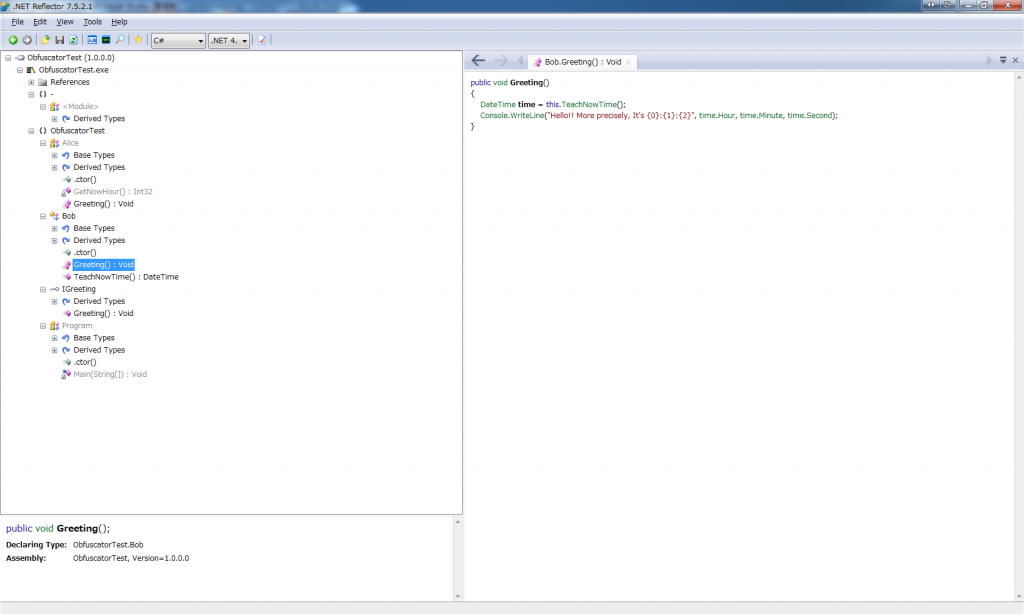 .NET Reflector 7.5.2.1
File Edit View Tools Help
C# .NET 4.
ObfuscatorTest (1.0.0.0)
ObfuscatorTest.exe
References
{ } -
<Module>
Derived Types
{ } ObfuscatorTest
Alice
Base Types
Derived Types
.ctor()
GetNowHour() : Int32
Greeting() : Void
Bob
Base Types
Derived Types
.ctor()
Greeting() : Void
TeachNowTime() : DateTime
IGreeting
Derived Types
Greeting() : Void
Program
Base Types
Derived Types
.ctor()
Main(String[]) : Void
public void Greeting();
Declaring Type: ObfuscatorTest.Bob
Assembly: ObfuscatorTest, Version=1.0.0.0
Bob.Greeting() : Void
public void Greeting()
{
DateTime time = this.TeachNowTime();
Console.WriteLine("Hello!! More precisely, It's {0}:{1}:{2}", time.Hour, time.Minute, time.Second);
}